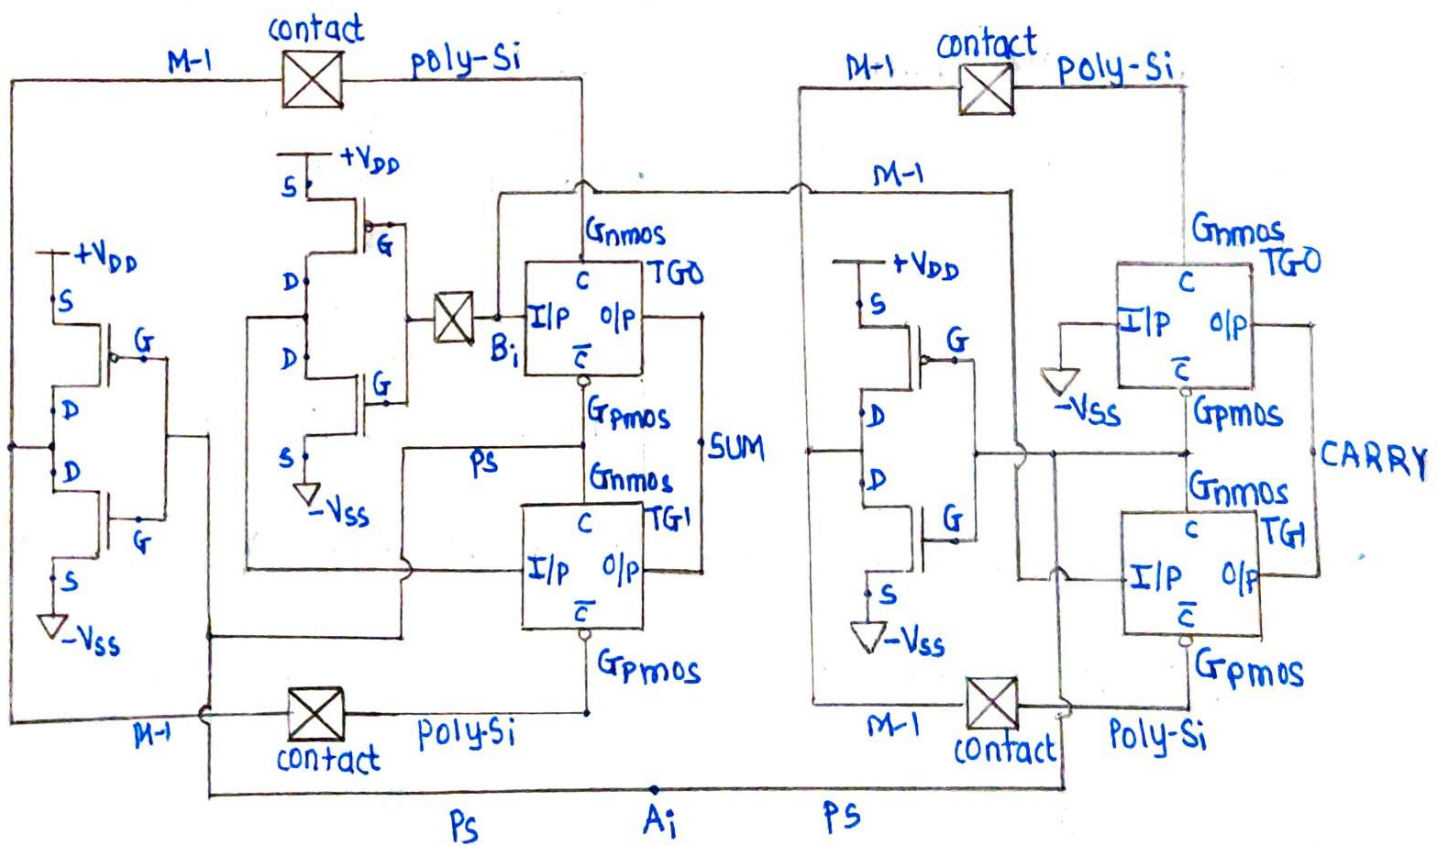 contact
M-1
poly-Si
contact
M-1
poly-Si
+VDD
S
G
D
D
G
S
-VSS
M-1
Gnmos
TG0
C
I/P O/P
C̅
Bi
Gpmos
+VDD
S
G
D
D
G
S
-VSS
PS
SUM
Gnmos
TG1
C
I/P O/P
C̅
Gpmos
M-1
contact
poly-Si
Gnmos
TG0
C
I/P O/P
C̅
-VSS
Gpmos
+VDD
S
G
D
D
G
S
-VSS
CARRY
Gnmos
TG1
C
I/P O/P
C̅
Gpmos
M-1
contact
Poly-Si
PS
Ai
PS